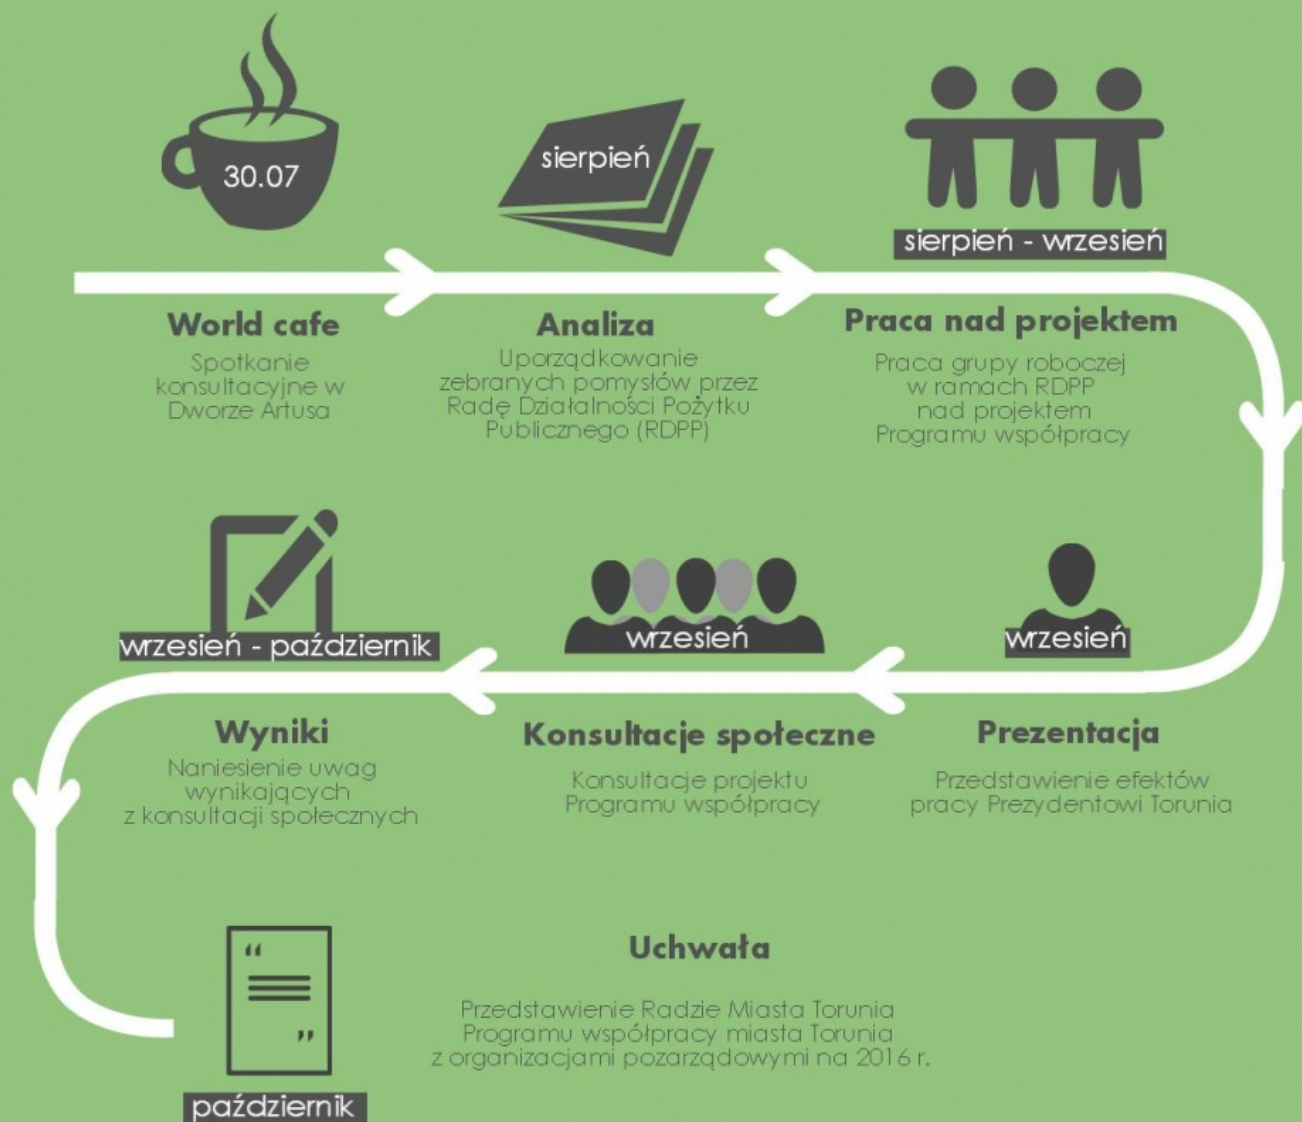 30.07
World cafe
Spotkanie
konsultacyjne w
Dworze Artusa
sierpień
Analiza
Uporządkowanie
zebranych pomysłów przez
Radę Działalności Pożytku
Publicznego (RDPP)
sierpień - wrzesień
Praca nad projektem
Praca grupy roboczej
w ramach RDPP
nad projektem
Programu współpracy
wrzesień
Prezentacja
Przedstawienie efektów
pracy Prezydentowi Torunia
wrzesień
Konsultacje społeczne
Konsultacje projektu
Programu współpracy
wrzesień - październik
Wyniki
Naniesienie uwag
wynikających
z konsultacji społecznych
październik
Uchwała
Przedstawienie Radzie Miasta Torunia
Programu współpracy miasta Torunia
z organizacjami pozarządowymi na 2016 r.